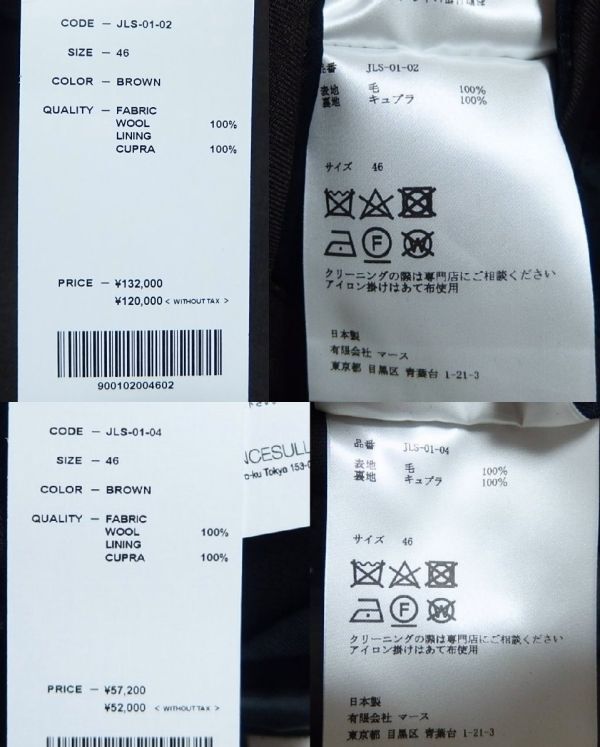 CODE — JLS-01-02
SIZE — 46
COLOR — BROWN
QUALITY — FABRIC
WOOL 100%
LINING
CUPRA 100%
PRICE — ¥132,000
¥120,000 < WITHOUT TAX >
900102004602
品番 JLS-01-02
表地 毛 100%
裏地 キュプラ 100%
サイズ 46
F
W
クリーニングの際は専門店にご相談ください
アイロン掛けはあて布使用
日本製
有限会社 マース
東京都 目黒区 青葉台 1-21-3
CODE — JLS-01-04
SIZE — 46
COLOR — BROWN
QUALITY — FABRIC
WOOL 100%
LINING
CUPRA 100%
PRICE — ¥57,200
¥52,000 < WITHOUT TAX >
NCESUL
o-ku Tokyo 153-0
品番 JLS-01-04
表地 毛 100%
裏地 キュプラ 100%
サイズ 46
F
W
クリーニングの際は専門店にご相談ください
アイロン掛けはあて布使用
日本製
有限会社 マース
東京都 目黒区 青葉台 1-21-3